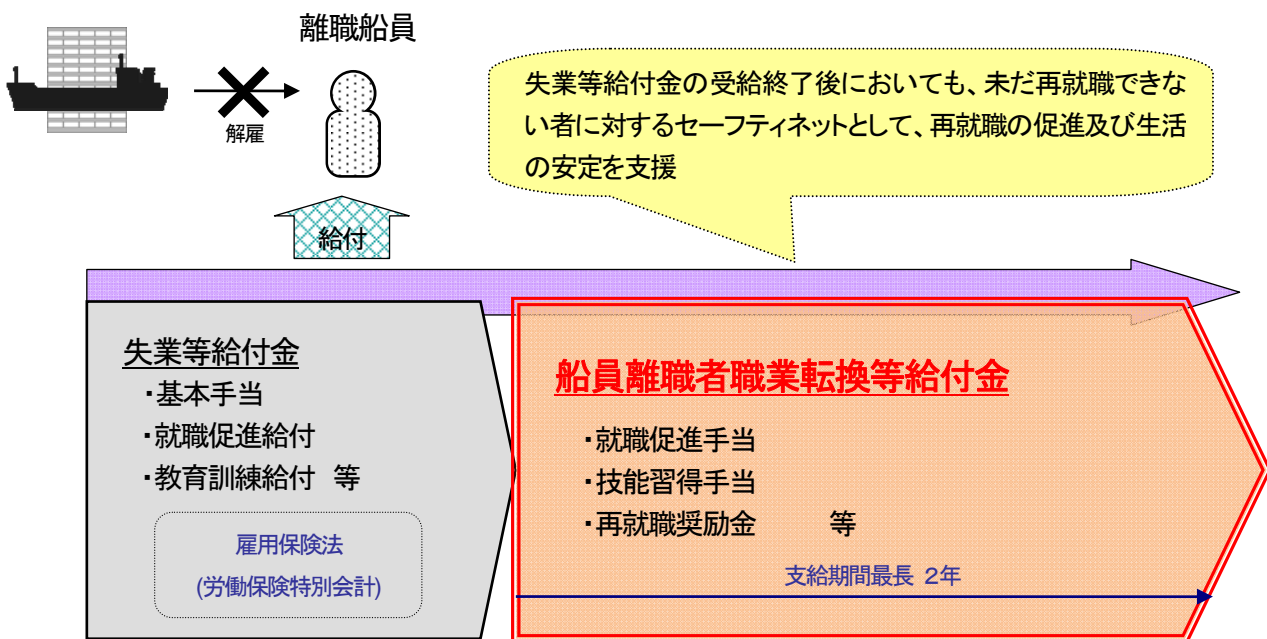 離職船員
解雇
失業等給付金の受給終了後においても、未だ再就職できな
い者に対するセーフティネットとして、再就職の促進及び生活
の安定を支援
給付
失業等給付金
・基本手当
・就職促進給付
・教育訓練給付　等
雇用保険法
(労働保険特別会計)
船員離職者職業転換等給付金
・就職促進手当
・技能習得手当
・再就職奨励金　　　等
支給期間最長 2年